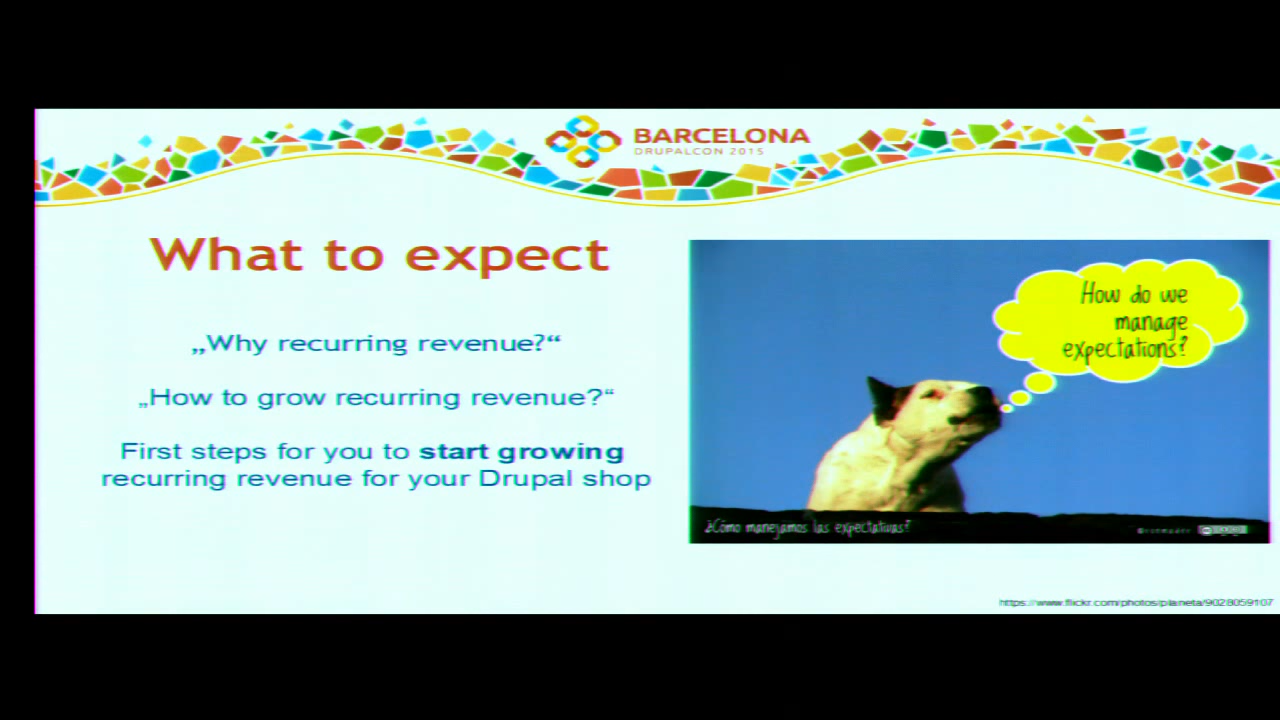 BARCELONA
DRUPALCON 2015
What to expect
„Why recurring revenue?“
„How to grow recurring revenue?“
First steps for you to start growing
recurring revenue for your Drupal shop
How do we
manage
expectations?
¿Cómo manejamos las expectativas?
https://www.flickr.com/photos/planeta/9028059107